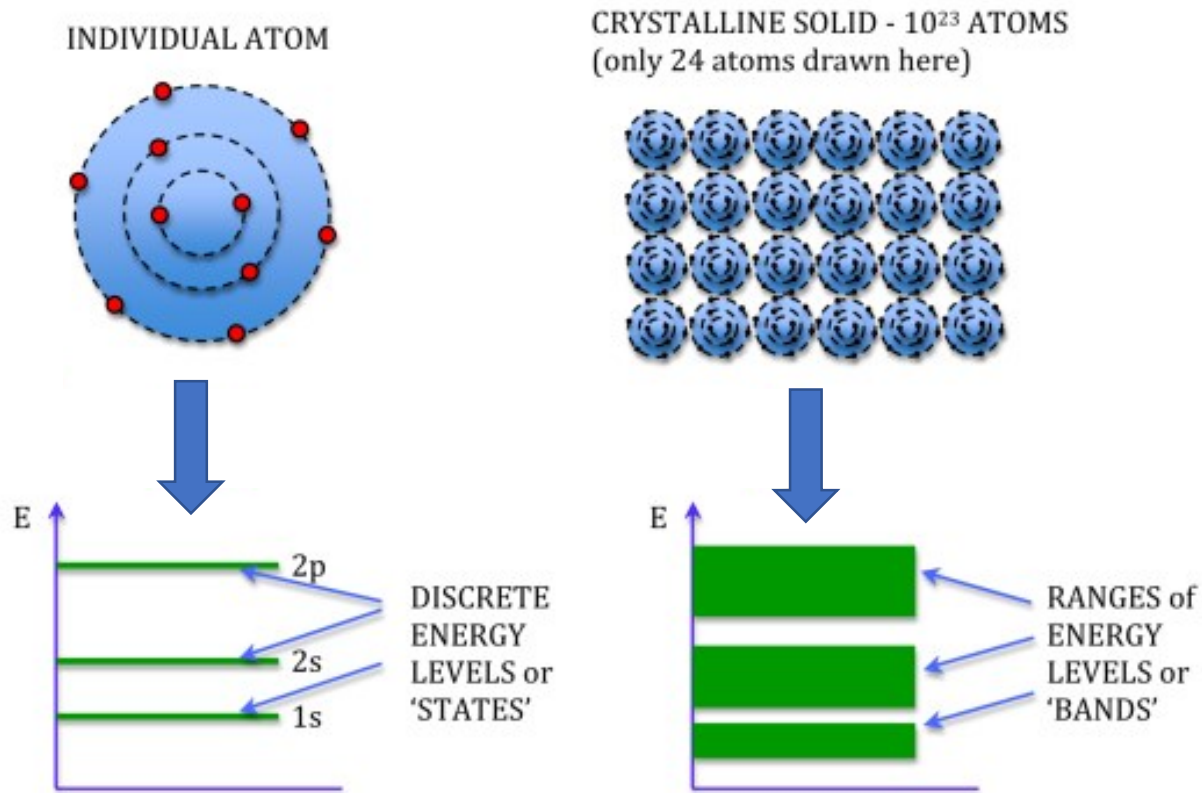 INDIVIDUAL ATOM
CRYSTALLINE SOLID - 10²³ ATOMS
(only 24 atoms drawn here)
E
2p
2s
1s
DISCRETE
ENERGY
LEVELS or
‘STATES’
E
RANGES of
ENERGY
LEVELS or
‘BANDS’